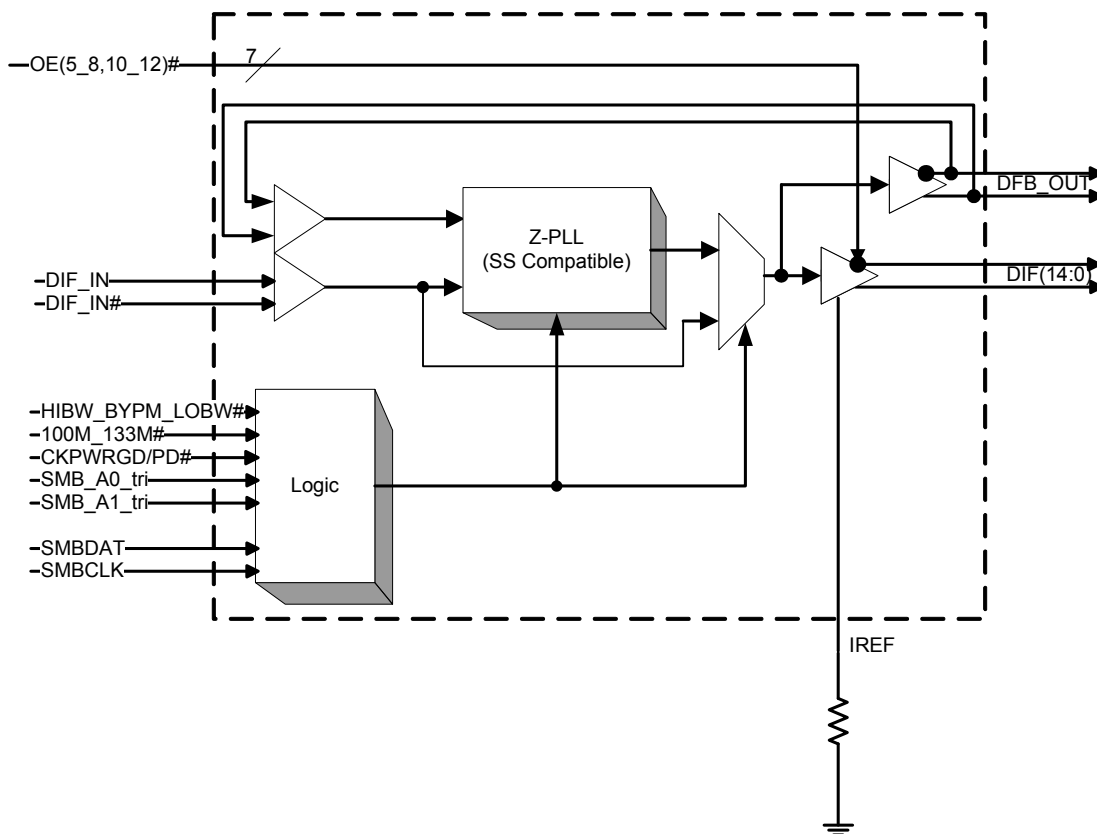 OE(5_8,10_12)#
7
DFB_OUT
Z-PLL
(SS Compatible)
DIF_IN
DIF_IN#
DIF(14:0)
HIBW_BYPM_LOBW#
100M_133M#
CKPWRGD/PD#
SMB_A0_tri
SMB_A1_tri
Logic
SMBDAT
SMBCLK
IREF